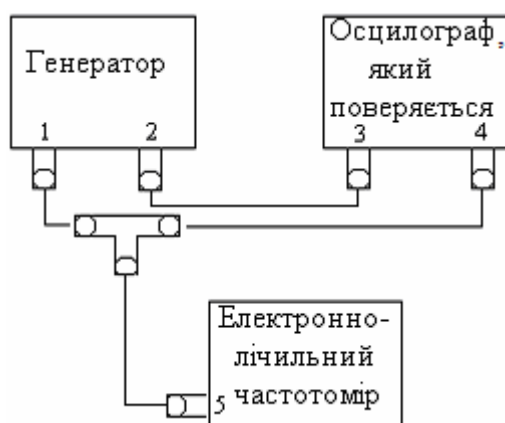 Генератор
1
2
Осцилограф,
який
поверяється
3
4
Електронно-
лічильний
частотомір
5